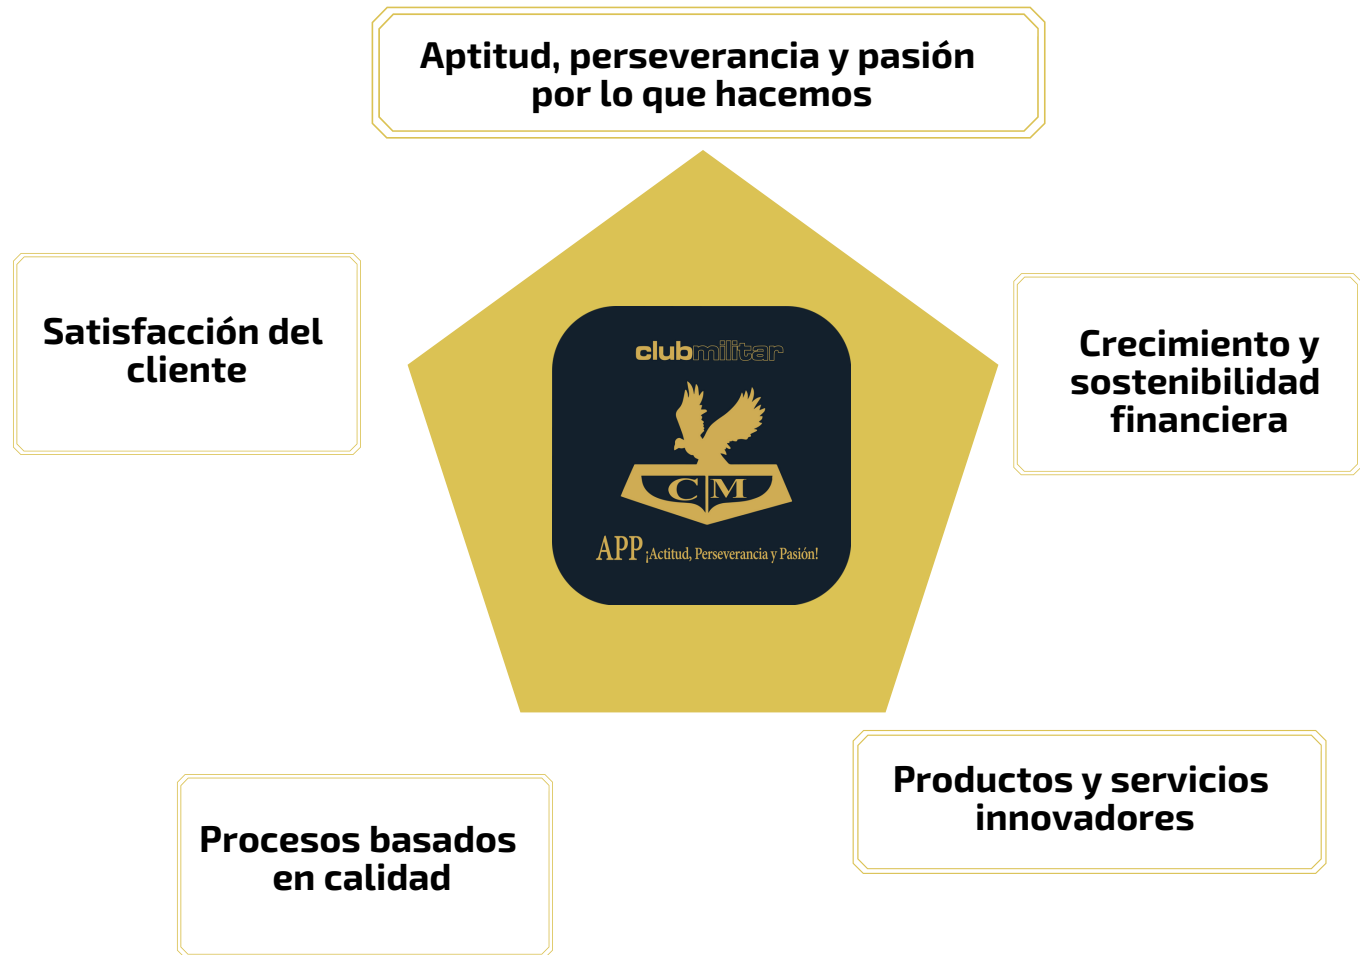 Aptitud, perseverancia y pasión
por lo que hacemos
Satisfacción del
cliente
Crecimiento y
sostenibilidad
financiera
clubmilitar
C M
APP ¡Actitud, Perseverancia y Pasión!
Productos y servicios
innovadores
Procesos basados
en calidad